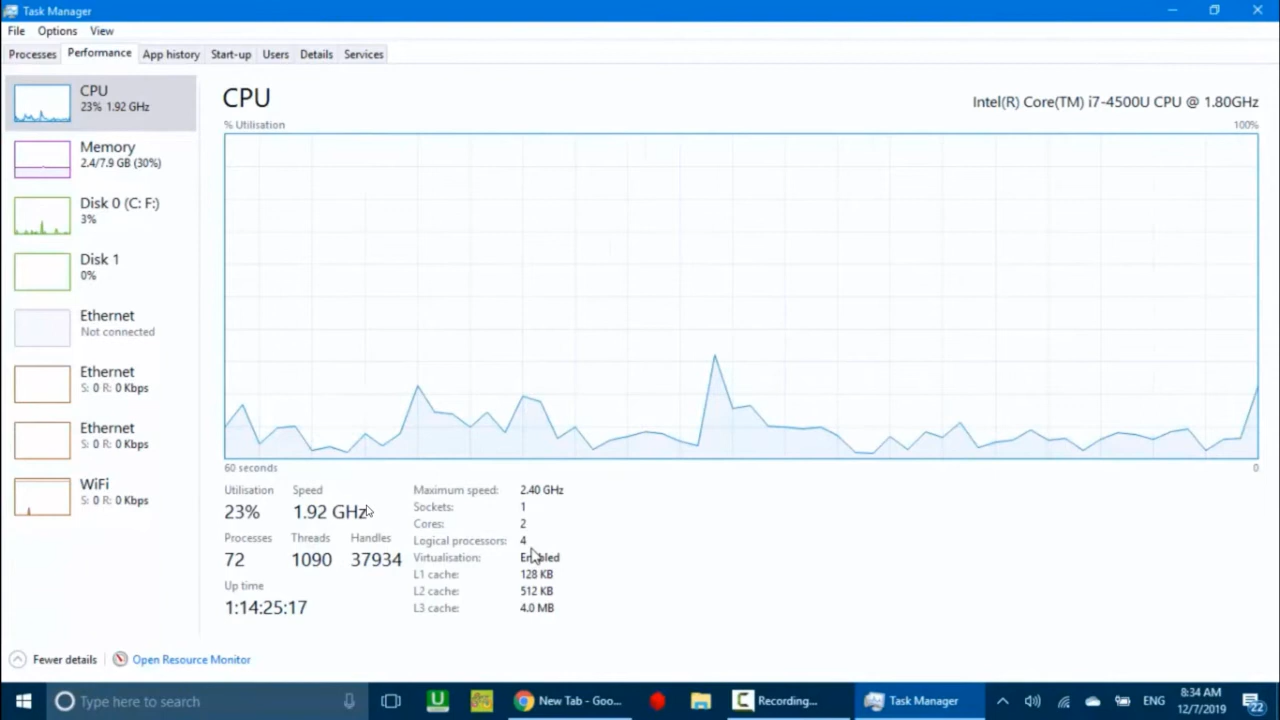 Task Manager
File Options View
Processes Performance App history Start-up Users Details Services
CPU
23% 1.92 GHz
Memory
2.4/7.9 GB (30%)
Disk 0 (C: F:)
3%
Disk 1
0%
Ethernet
Not connected
Ethernet
S: 0 R: 0 Kbps
Ethernet
S: 0 R: 0 Kbps
WiFi
S: 0 R: 0 Kbps
CPU
Intel(R) Core(TM) i7-4500U CPU @ 1.80GHz
% Utilisation 100%
60 seconds 0
Utilisation Speed
23% 1.92 GHz
Processes Threads Handles
72 1090 37934
Up time
1:14:25:17
Maximum speed: 2.40 GHz
Sockets: 1
Cores: 2
Logical processors: 4
Virtualisation: Enabled
L1 cache: 128 KB
L2 cache: 512 KB
L3 cache: 4.0 MB
Fewer details Open Resource Monitor
Type here to search
New Tab - Goo...
Recording...
Task Manager
ENG
8:34 AM
12/7/2019
22